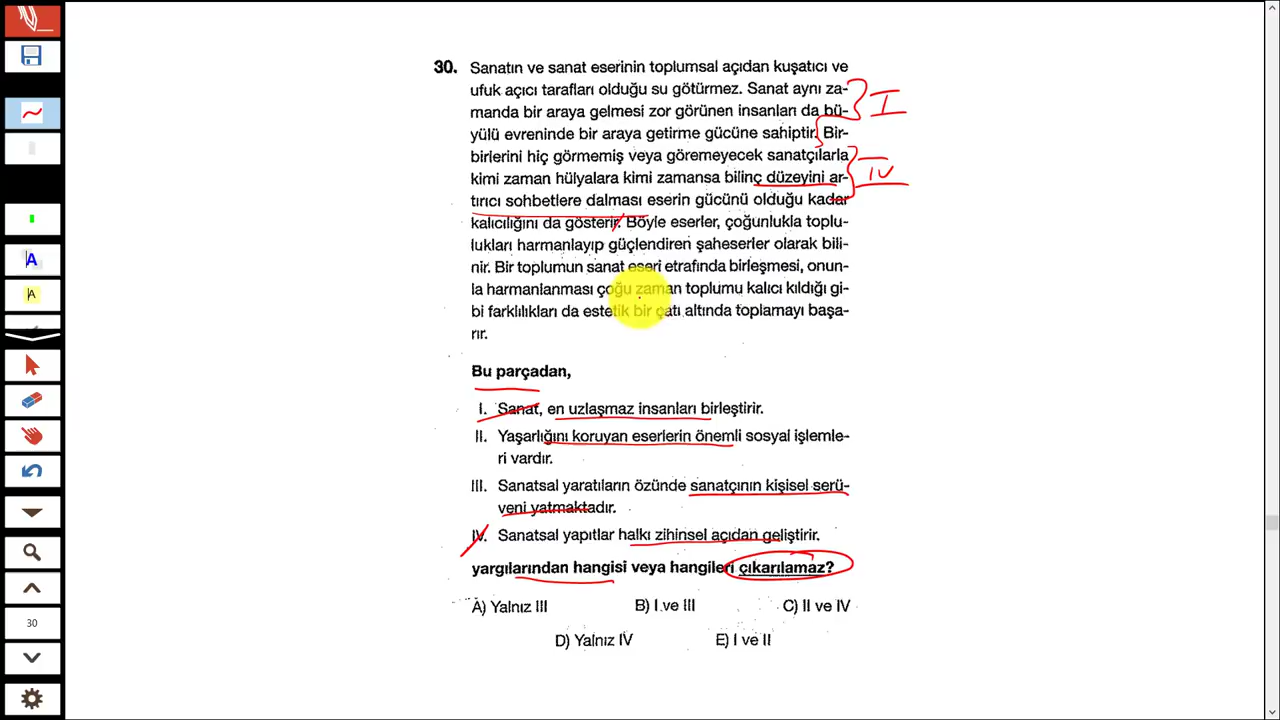 30. Sanatın ve sanat eserinin toplumsal açıdan kuşatıcı ve
ufuk açıcı tarafları olduğu su götürmez. Sanat aynı za-
manda bir araya gelmesi zor görünen insanları da bü-
yülü evreninde bir araya getirme gücüne sahiptir. Bir-
birlerini hiç görmemiş veya göremeyecek sanatçılarla
kimi zaman hülyalara kimi zamansa bilinç düzeyini ar-
tırıcı sohbetlere dalması eserin gücünü olduğu kadar
kalıcılığını da gösterir. Böyle eserler, çoğunlukla toplu-
lukları harmanlayıp güçlendiren şaheserler olarak bili-
nir. Bir toplumun sanat eseri etrafında birleşmesi, onun-
la harmanlanması çoğu zaman toplumu kalıcı kıldığı gi-
bi farklılıkları da estetik bir çatı altında toplamayı başa-
rır.
I
IV
Bu parçadan,
I. Sanat, en uzlaşmaz insanları birleştirir.
II. Yaşarlığını koruyan eserlerin önemli sosyal işlemle-
ri vardır.
III. Sanatsal yaratıların özünde sanatçının kişisel serü-
veni yatmaktadır.
IV. Sanatsal yapıtlar halkı zihinsel açıdan geliştirir.
yargılarından hangisi veya hangileri çıkarılamaz?
A) Yalnız III B) I ve III C) II ve IV
D) Yalnız IV E) I ve II
A
A
30